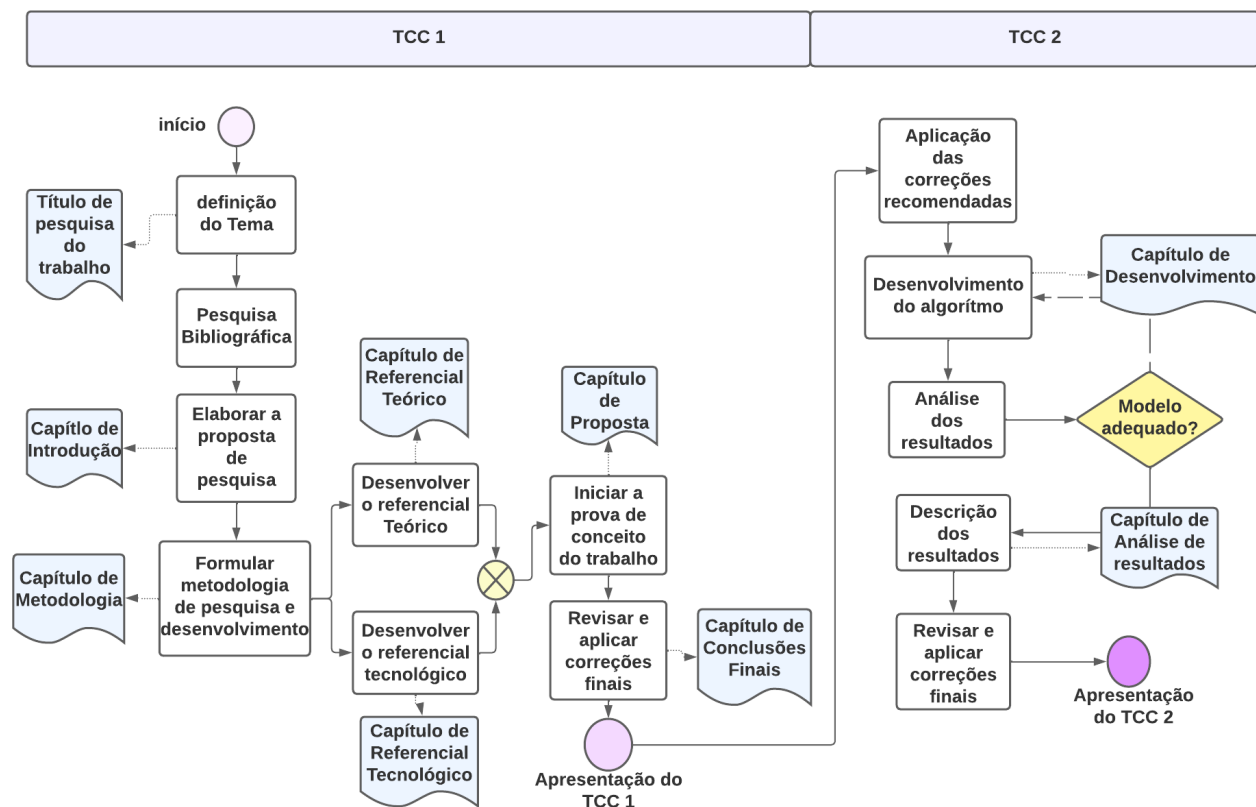 TCC 1
TCC 2
início
definição
do Tema
Título de
pesquisa
do
trabalho
Pesquisa
Bibliográfica
Elaborar a
proposta
de
pesquisa
Capítlo de
Introdução
Formular
metodologia
de pesquisa e
desenvolvimento
Capítulo de
Metodologia
Capítulo de
Referencial
Teórico
Desenvolver
o referencial
Teórico
Desenvolver
o referencial
tecnológico
Capítulo de
Referencial
Tecnológico
Capítulo
de
Proposta
Iniciar a
prova de
conceito
do trabalho
Revisar e
aplicar
correções
finais
Capítulo de
Conclusões
Finais
Apresentação do
TCC 1
Aplicação
das
correções
recomendadas
Desenvolvimento
do algorítmo
Capítulo de
Desenvolvimento
Análise
dos
resultados
Modelo
adequado?
Descrição
dos
resultados
Capítulo de
Análise de
resultados
Revisar e
aplicar
correções
finais
Apresentação
do TCC 2